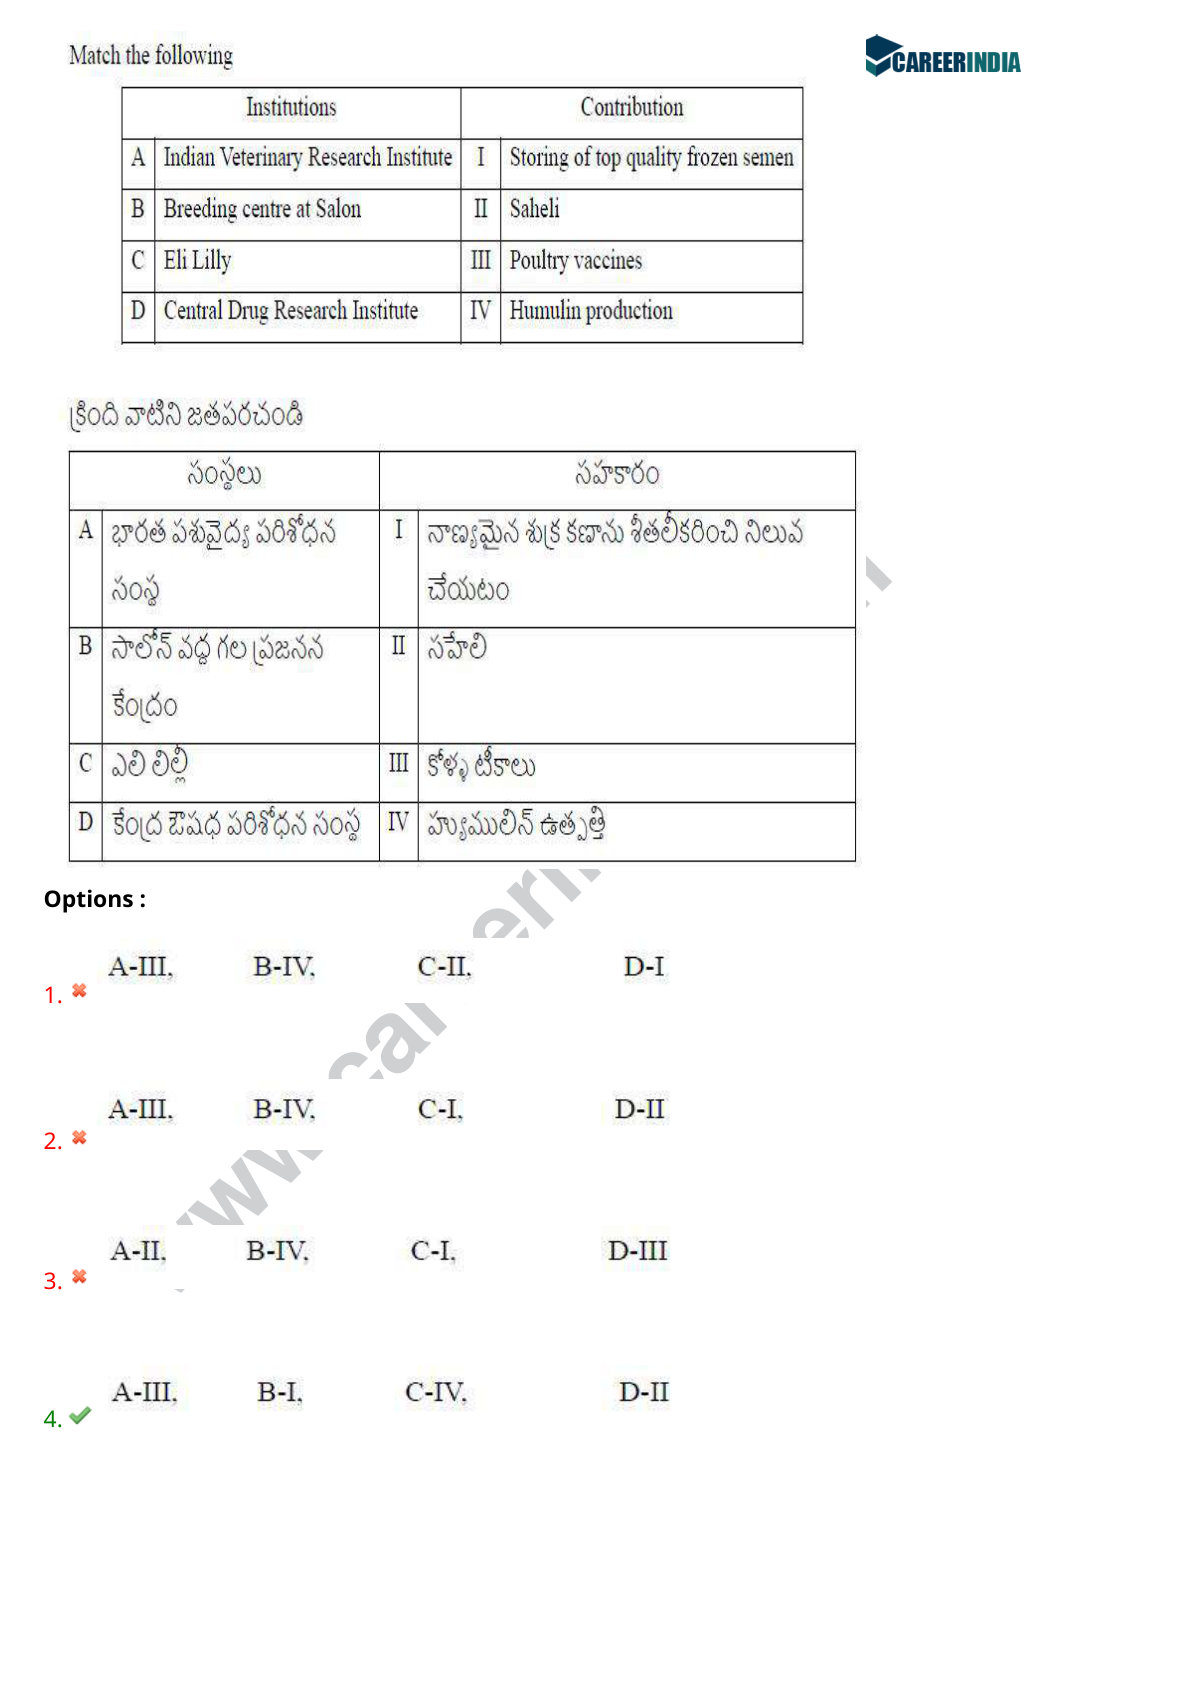 Match the following
CAREERINDIA
Institutions Contribution
A Indian Veterinary Research Institute I Storing of top quality frozen semen
B Breeding centre at Salon II Saheli
C Eli Lilly III Poultry vaccines
D Central Drug Research Institute IV Humulin production
క్రింది వాటిని జతపరచండి
సంస్థలు సహకారం
A భారత పశువైద్య పరిశోధన I నాణ్యమైన శుక్ర కణాను శీతలీకరించి నిలువ
సంస్థ చేయటం
B సాలోన్ వద్ద గల ప్రజనన II సహేలి
కేంద్రం
C ఎలి లిల్లీ III కోళ్ళ టీకాలు
D కేంద్ర ఔషధ పరిశోధన సంస్థ IV హ్యుములిన్ ఉత్పత్తి
Options :
A-III, B-IV, C-II, D-I
1.
A-III, B-IV, C-I, D-II
2.
A-II, B-IV, C-I, D-III
3.
A-III, B-I, C-IV, D-II
4.